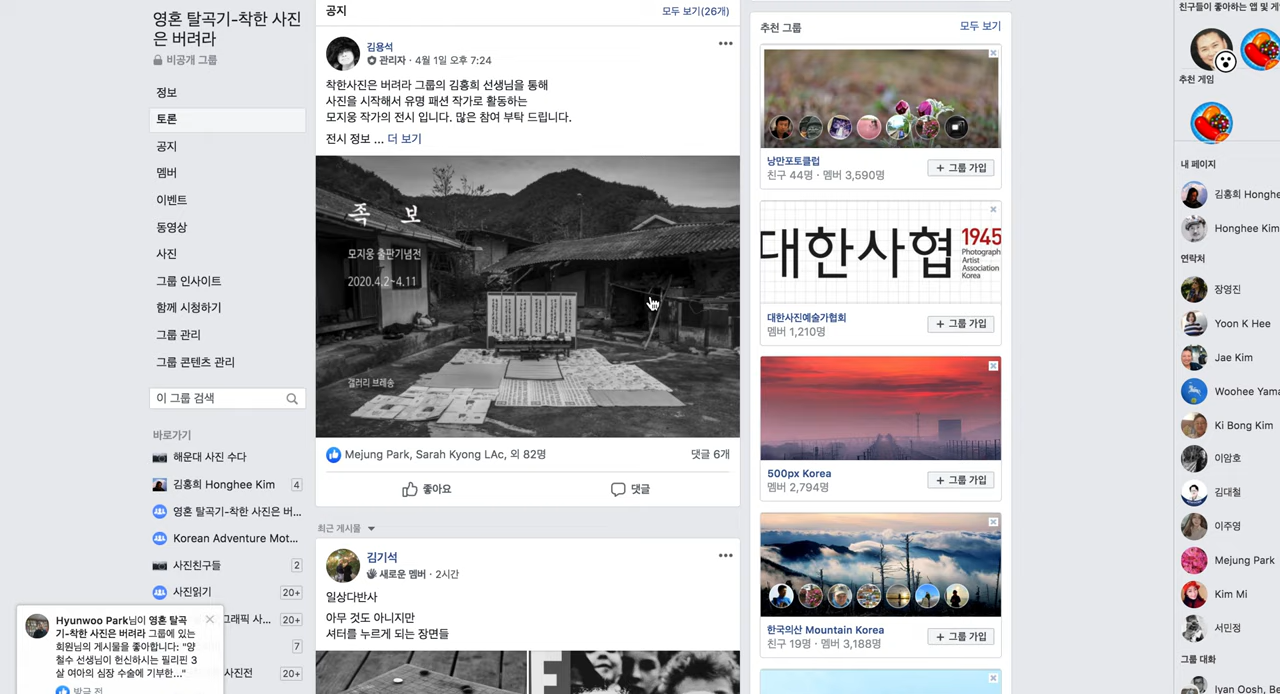 영혼 탈곡기-착한 사진
은 버려라
비공개 그룹
정보
토론
공지
멤버
이벤트
동영상
사진
그룹 인사이트
함께 시청하기
그룹 관리
그룹 콘텐츠 관리
이 그룹 검색
바로가기
해운대 사진 수다
김홍희 Honghee Kim 4
영혼 탈곡기-착한 사진은 버...
Korean Adventure Mot...
사진친구들 2
사진읽기 20+
그래픽 사... 20+
7
사진전 20+
Hyunwoo Park님이 영혼 탈곡
기-착한 사진은 버려라 그룹에 있는
회원님의 게시물을 좋아합니다: "양
철수 선생님이 헌신하시는 필리핀 3
살 여아의 심장 수술에 기부한..."
방금 전
공지 모두 보기(26개)
김용석
관리자 · 4월 1일 오후 7:24
착한사진은 버려라 그룹의 김홍희 선생님을 통해
사진을 시작해서 유명 패션 작가로 활동하는
모지웅 작가의 전시 입니다. 많은 참여 부탁 드립니다.
전시 정보 ... 더 보기
족 보
모지웅 출판기념전
2020.4.2~4.11
갤러리 브레송
Mejung Park, Sarah Kyong LAc, 외 82명 댓글 6개
좋아요 댓글
최근 게시물
김기석
새로운 멤버 · 2시간
일상다반사
아무 것도 아니지만
셔터를 누르게 되는 장면들
추천 그룹 모두 보기
낭만포토클럽
친구 44명 · 멤버 3,590명
+ 그룹 가입
대한사협 1945
Photograph
Artist
Association
Korea
대한사진예술가협회
멤버 1,210명
+ 그룹 가입
500px Korea
멤버 2,794명
+ 그룹 가입
한국의산 Mountain Korea
친구 19명 · 멤버 3,188명
+ 그룹 가입
친구들이 좋아하는 앱 및 게
추천 게임
내 페이지
김홍희 Honghe
Honghee Kim
연락처
장영진
Yoon K Hee
Jae Kim
Woohee Yama
Ki Bong Kim
이암호
김대철
이주영
Mejung Park
Kim Mi
서민정
그룹 대화
Iyan Oosh, Be